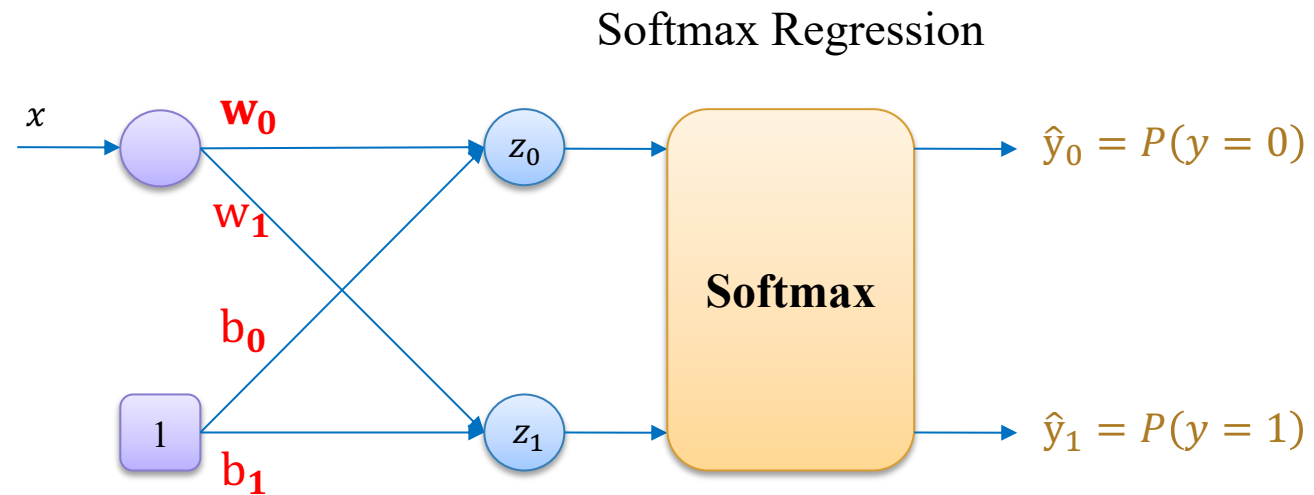 Softmax Regression
x
w₀
z₀
ŷ₀ = P(y = 0)
w₁
Softmax
b₀
1
z₁
ŷ₁ = P(y = 1)
b₁